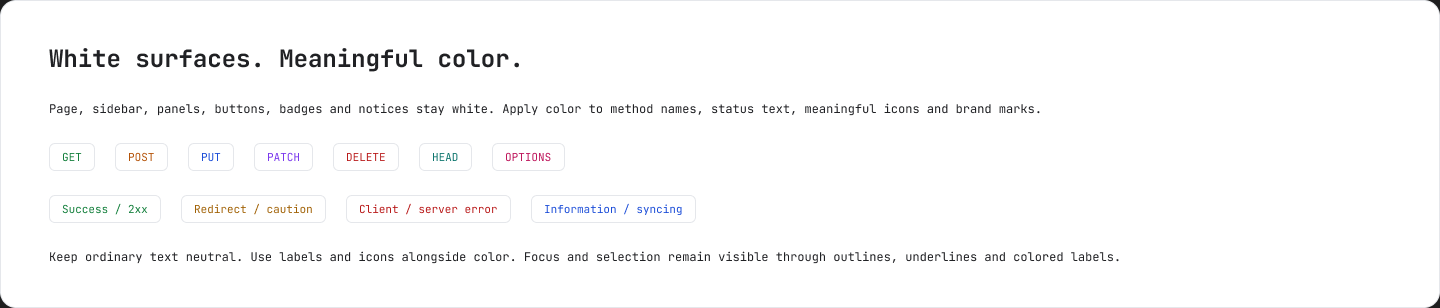 White surfaces. Meaningful color.
Page, sidebar, panels, buttons, badges and notices stay white. Apply color to method names, status text, meaningful icons and brand marks.
GET POST PUT PATCH DELETE HEAD OPTIONS
Success / 2xx Redirect / caution Client / server error Information / syncing
Keep ordinary text neutral. Use labels and icons alongside color. Focus and selection remain visible through outlines, underlines and colored labels.